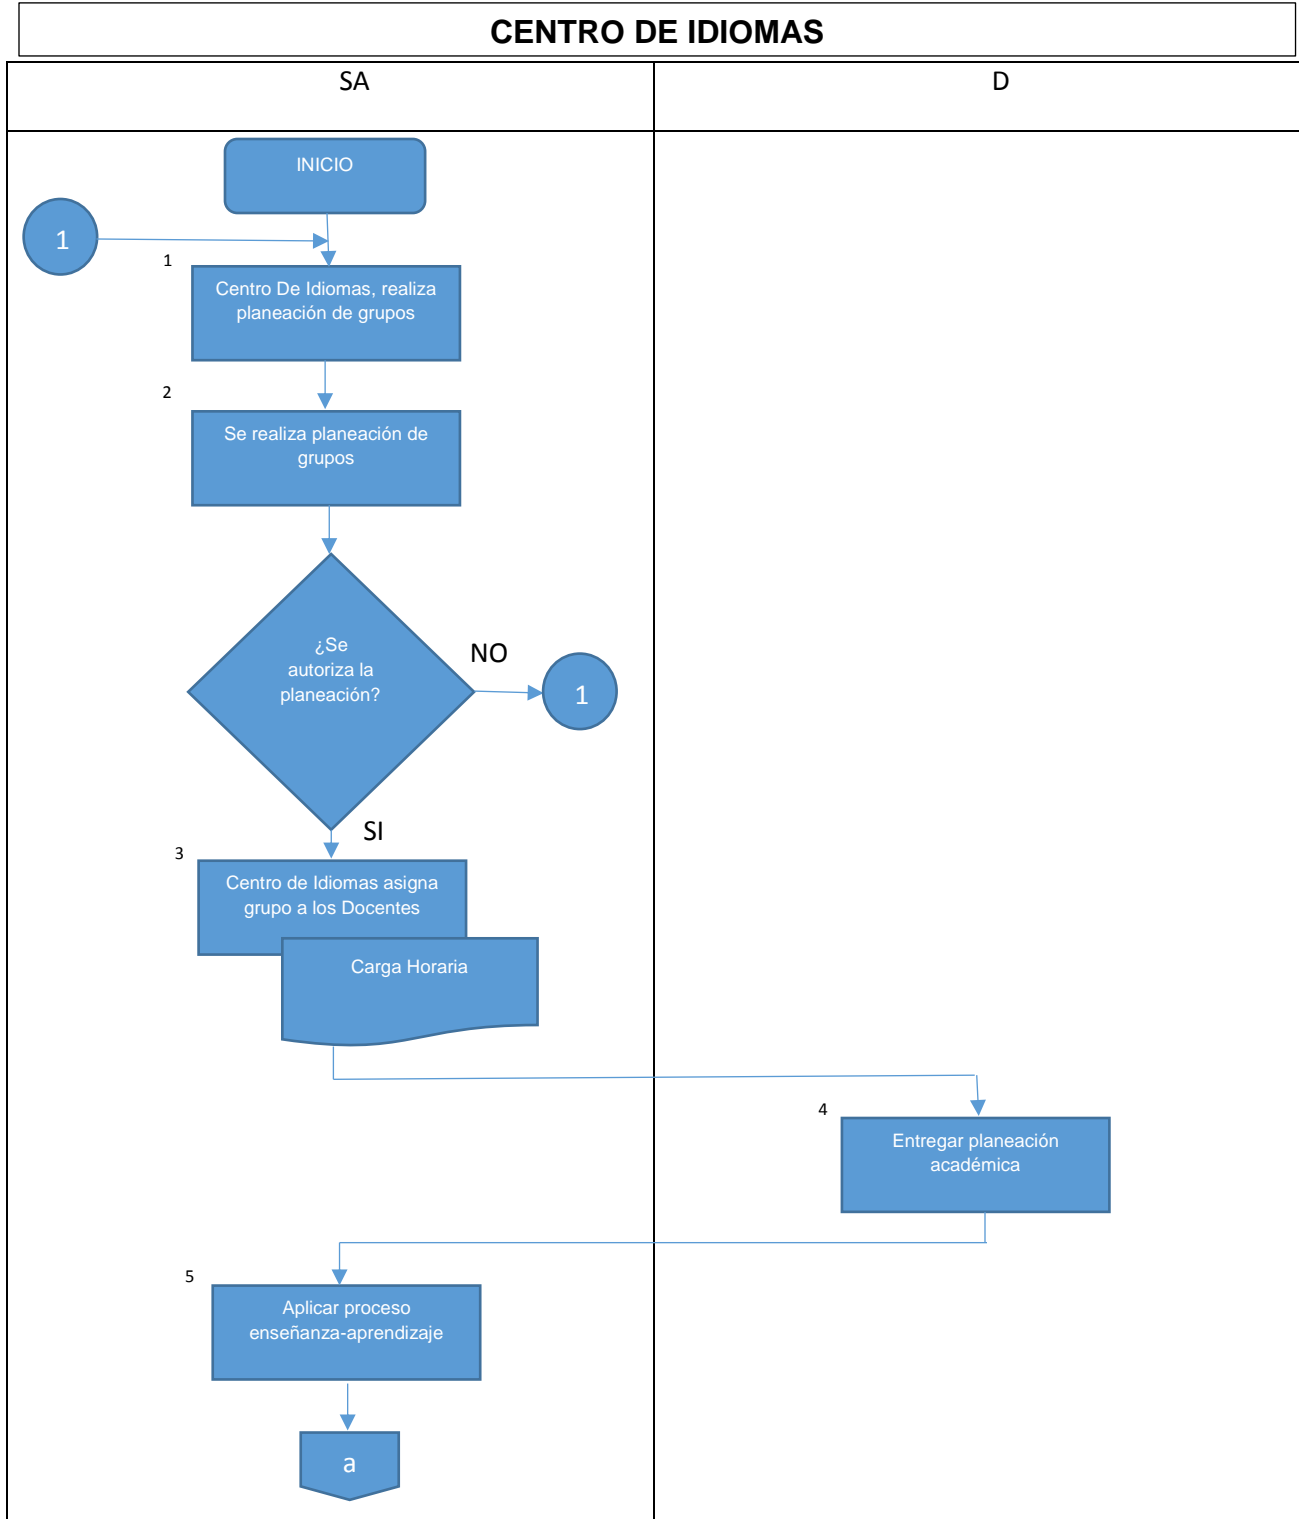 CENTRO DE IDIOMAS
SA
D
INICIO
1
1
Centro De Idiomas, realiza
planeación de grupos
2
Se realiza planeación de
grupos
¿Se
autoriza la
planeación?
NO
1
SI
3
Centro de Idiomas asigna
grupo a los Docentes
Carga Horaria
4
Entregar planeación
académica
5
Aplicar proceso
enseñanza-aprendizaje
a